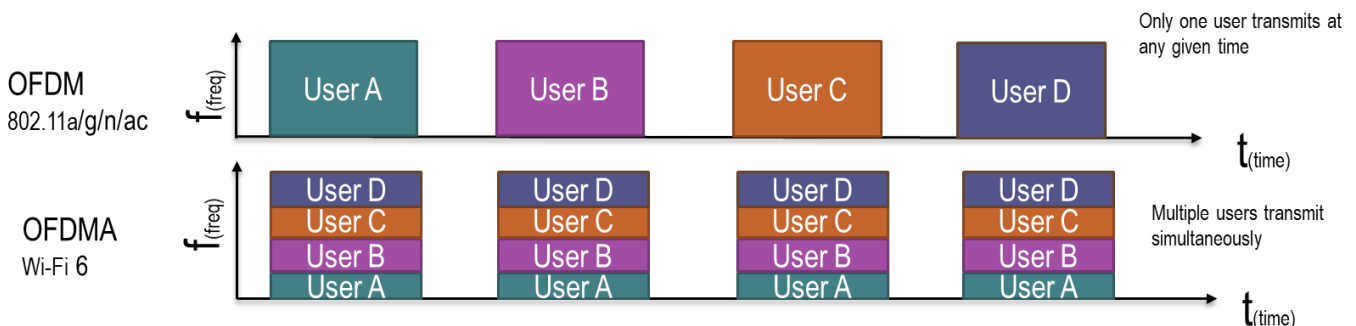 Only one user transmits at
any given time
OFDM
802.11a/g/n/ac
f(freq)
User A
User B
User C
User D
t(time)
OFDMA
Wi-Fi 6
f(freq)
User D
User C
User B
User A
User D
User C
User B
User A
User D
User C
User B
User A
User D
User C
User B
User A
Multiple users transmit
simultaneously
t(time)